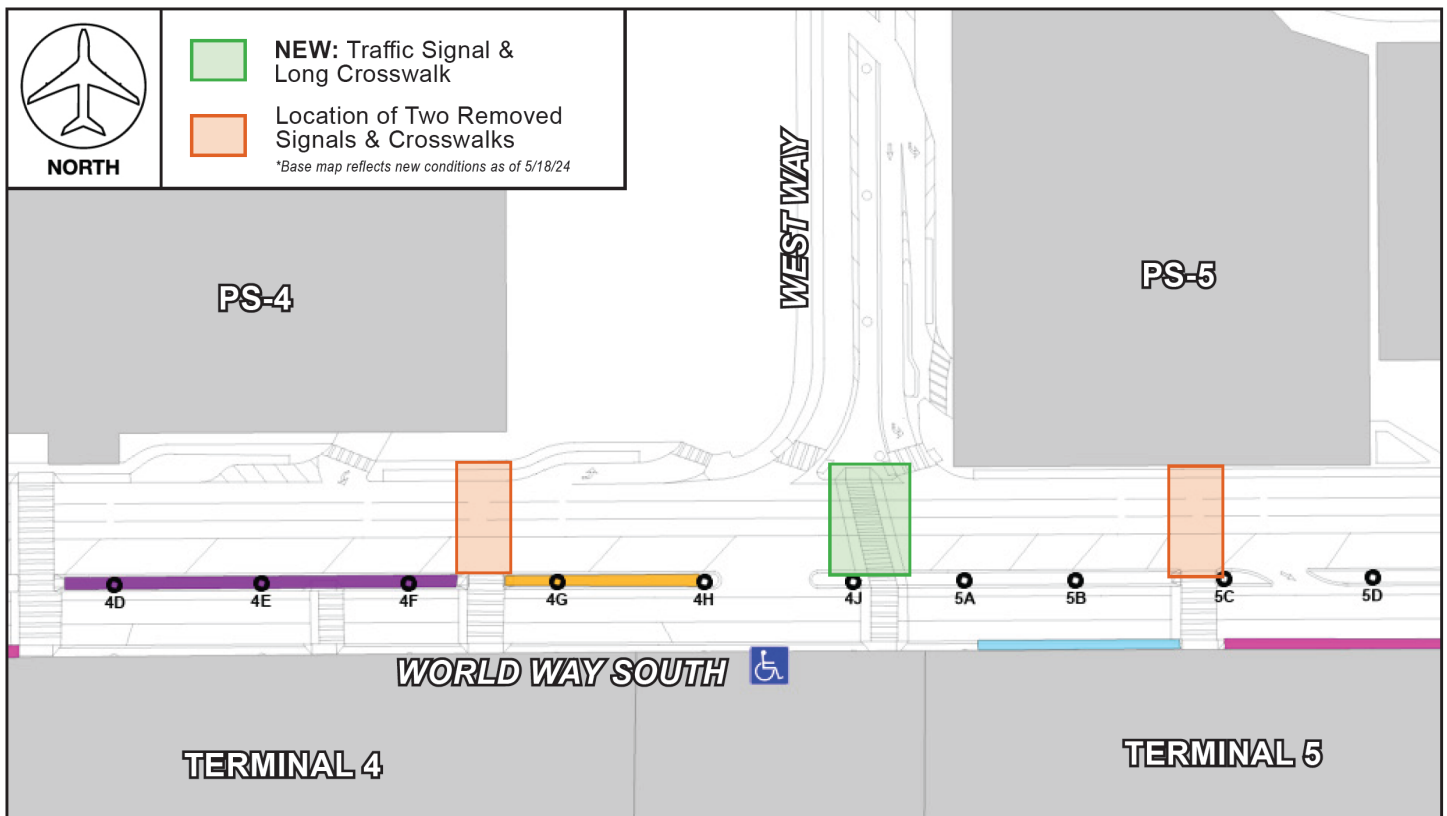 NORTH
NEW: Traffic Signal &
Long Crosswalk
Location of Two Removed
Signals & Crosswalks
*Base map reflects new conditions as of 5/18/24
WEST WAY
PS-4
PS-5
4D
4E
4F
4G
4H
4J
5A
5B
5C
5D
WORLD WAY SOUTH
TERMINAL 4
TERMINAL 5